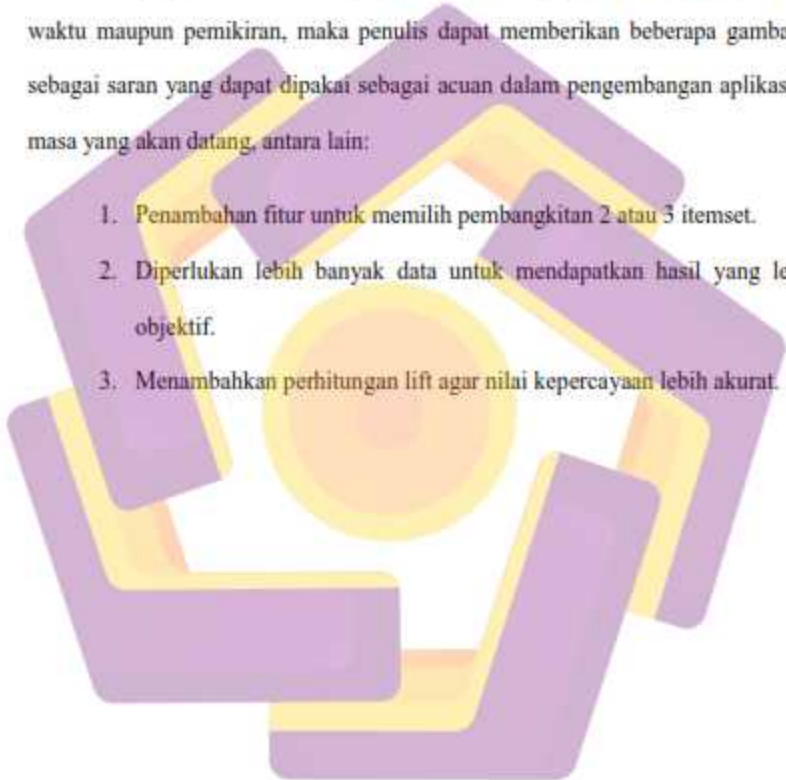 waktu maupun pemikiran, maka penulis dapat memberikan beberapa gamba
sebagai saran yang dapat dipakai sebagai acuan dalam pengembangan aplikas
masa yang akan datang, antara lain:
1. Penambahan fitur untuk memilih pembangkitan 2 atau 3 itemset.
2. Diperlukan lebih banyak data untuk mendapatkan hasil yang le
objektif.
3. Menambahkan perhitungan lift agar nilai kepercayaan lebih akurat.